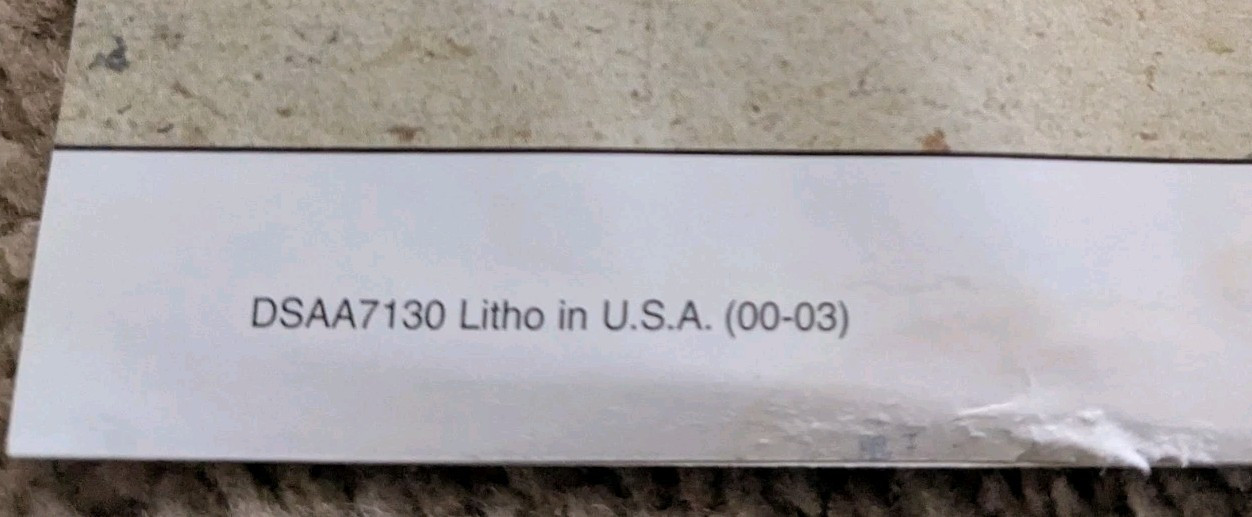 DSAA7130 Litho in U.S.A. (00-03)